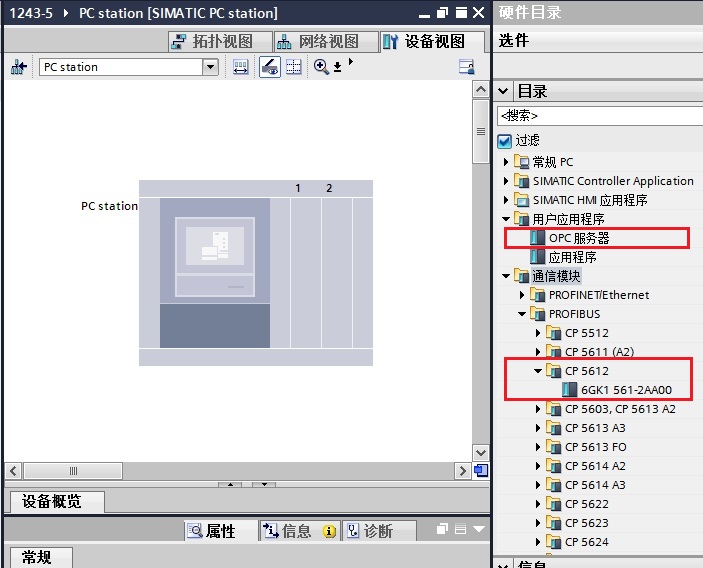 1243-5 ▸ PC station [SIMATIC PC station]
拓扑视图 网络视图 设备视图
PC station
1 2
PC station
设备概览
属性 信息 诊断
常规
硬件目录
选件
目录
<搜索>
过滤
常规 PC
SIMATIC Controller Application
SIMATIC HMI 应用程序
用户应用程序
OPC 服务器
应用程序
通信模块
PROFINET/Ethernet
PROFIBUS
CP 5512
CP 5611 (A2)
CP 5612
6GK1 561-2AA00
CP 5603, CP 5613 A2
CP 5613 A3
CP 5613 FO
CP 5614 A2
CP 5614 A3
CP 5622
CP 5623
CP 5624
信息